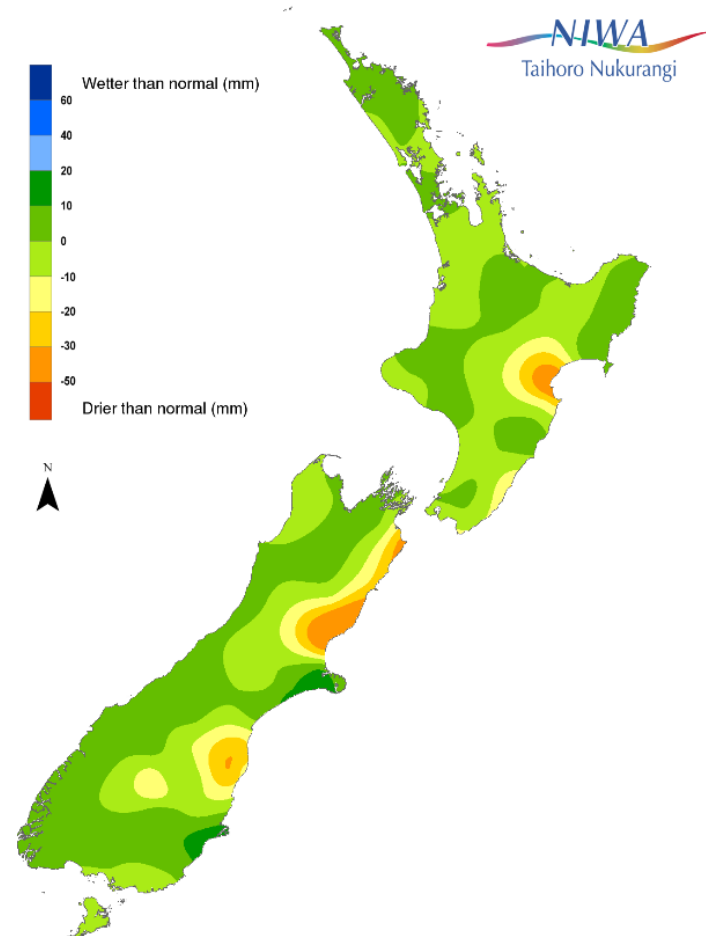 NIWA
Taihoro Nukurangi
Wetter than normal (mm)
60
40
20
10
0
-10
-20
-30
-50
Drier than normal (mm)
N